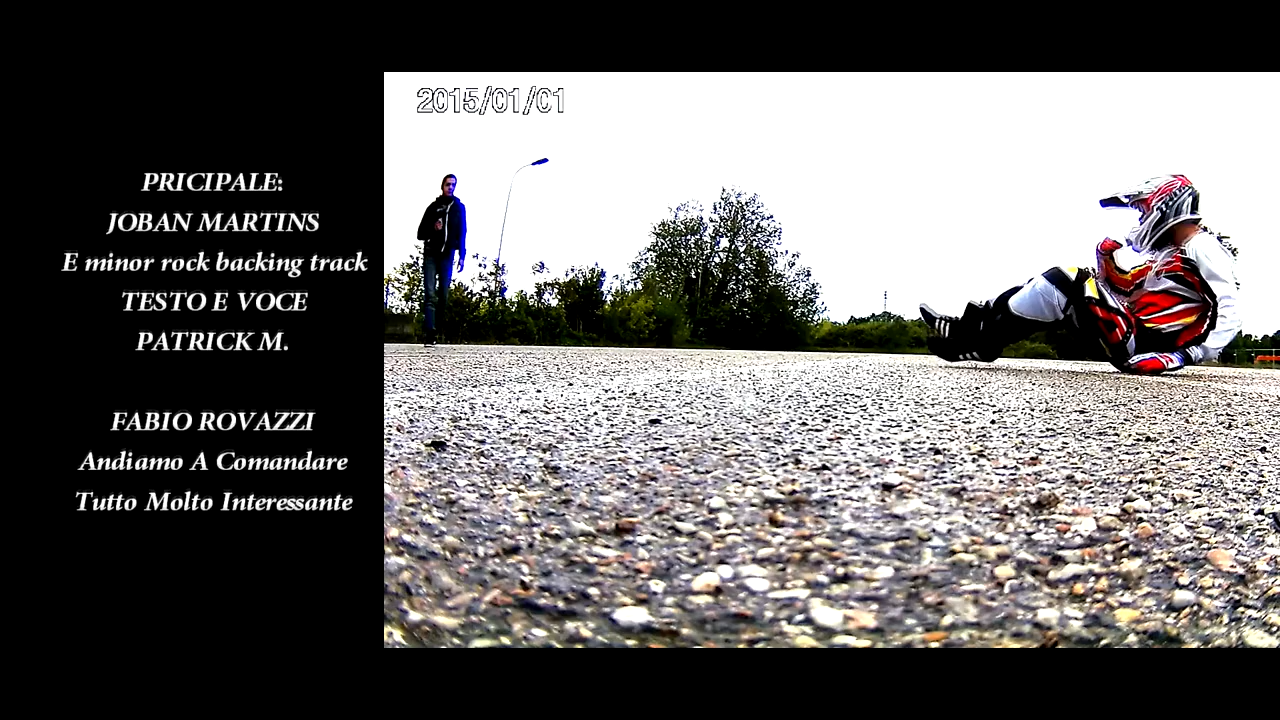 PRICIPALE:
JOBAN MARTINS
E minor rock backing track
TESTO E VOCE
PATRICK M.
FABIO ROVAZZI
Andiamo A Comandare
Tutto Molto Interessante
2015/01/01